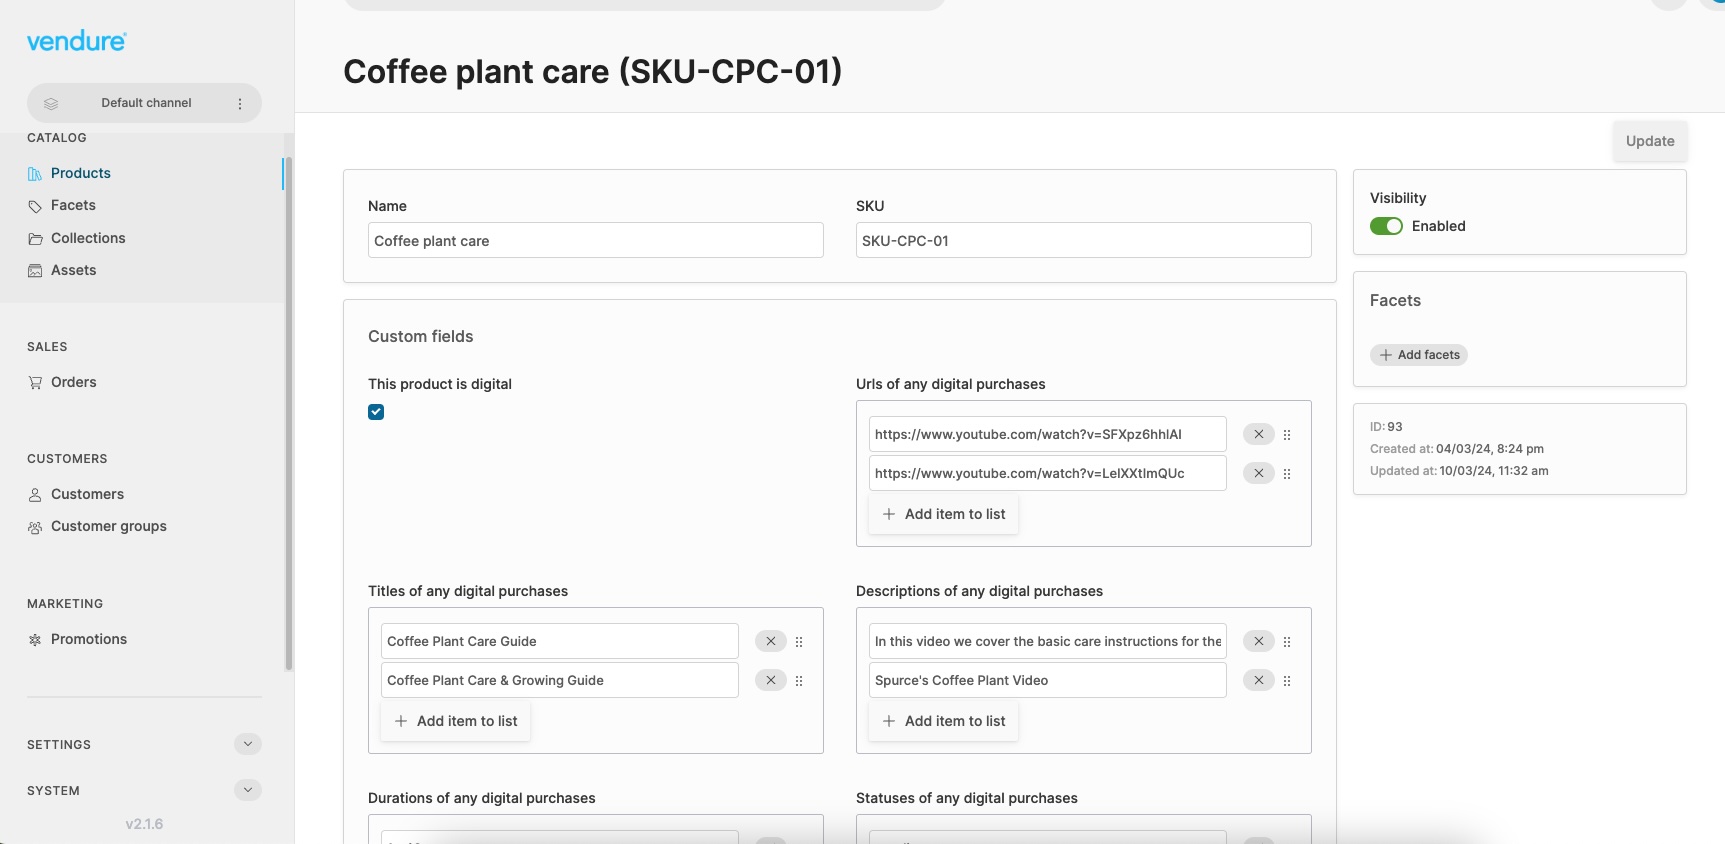 vendure
Default channel
CATALOG
Products
Facets
Collections
Assets
SALES
Orders
CUSTOMERS
Customers
Customer groups
MARKETING
Promotions
SETTINGS
SYSTEM
v2.1.6
Coffee plant care (SKU-CPC-01)
Update
Name
Coffee plant care
SKU
SKU-CPC-01
Custom fields
This product is digital
Urls of any digital purchases
https://www.youtube.com/watch?v=SFXpz6hhlAI
https://www.youtube.com/watch?v=LeIXXtlmQUc
Add item to list
Titles of any digital purchases
Coffee Plant Care Guide
Coffee Plant Care & Growing Guide
Add item to list
Descriptions of any digital purchases
In this video we cover the basic care instructions for the
Spurce's Coffee Plant Video
Add item to list
Durations of any digital purchases
Statuses of any digital purchases
Visibility
Enabled
Facets
Add facets
ID: 93
Created at: 04/03/24, 8:24 pm
Updated at: 10/03/24, 11:32 am